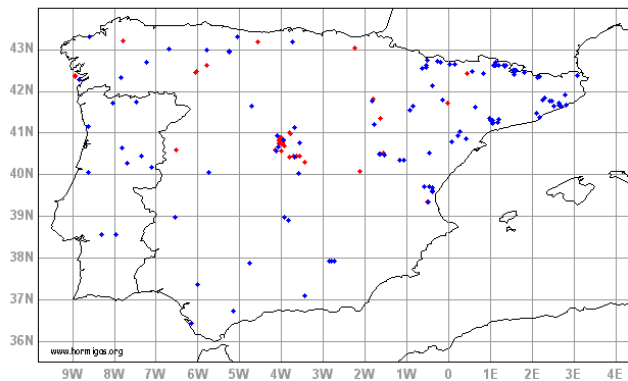 43N
42N
41N
40N
39N
38N
37N
36N
www.hormigas.org
9W 8W 7W 6W 5W 4W 3W 2W 1W 0 1E 2E 3E 4E